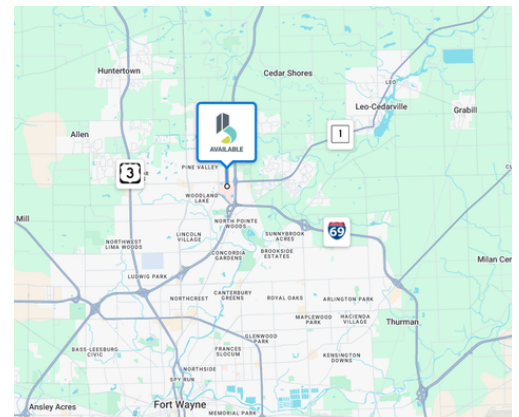 Huntertown
Cedar Shores
LEO
Leo-Cedarville
Grabill
Allen
AVAILABLE
1
PINE VALLEY
3
WOODLAND
LAKE
Mill
NORTH POINTE
WOODS
69
LINCOLN
VILLAGE
SUNNYBROOK
ACRES
NORTHWEST
LIMA WOODS
CONCORDIA
GARDENS
BROOKSIDE
ESTATES
Milan Cen
LUDWIG PARK
NORTHCREST
CANTERBURY
GREENS
ROYAL OAKS
ARLINGTON PARK
MAPLEWOOD
PARK
HACIENDA
VILLAGE
Thurman
GLENWOOD
PARK
BASS-LEESBURG
CIVIC
FRANCES
SLOCUM
KENSINGTON
DOWNS
NORTHSIDE
SPY RUN
Ansley Acres
Fort Wayne
MEMORIAL PARK